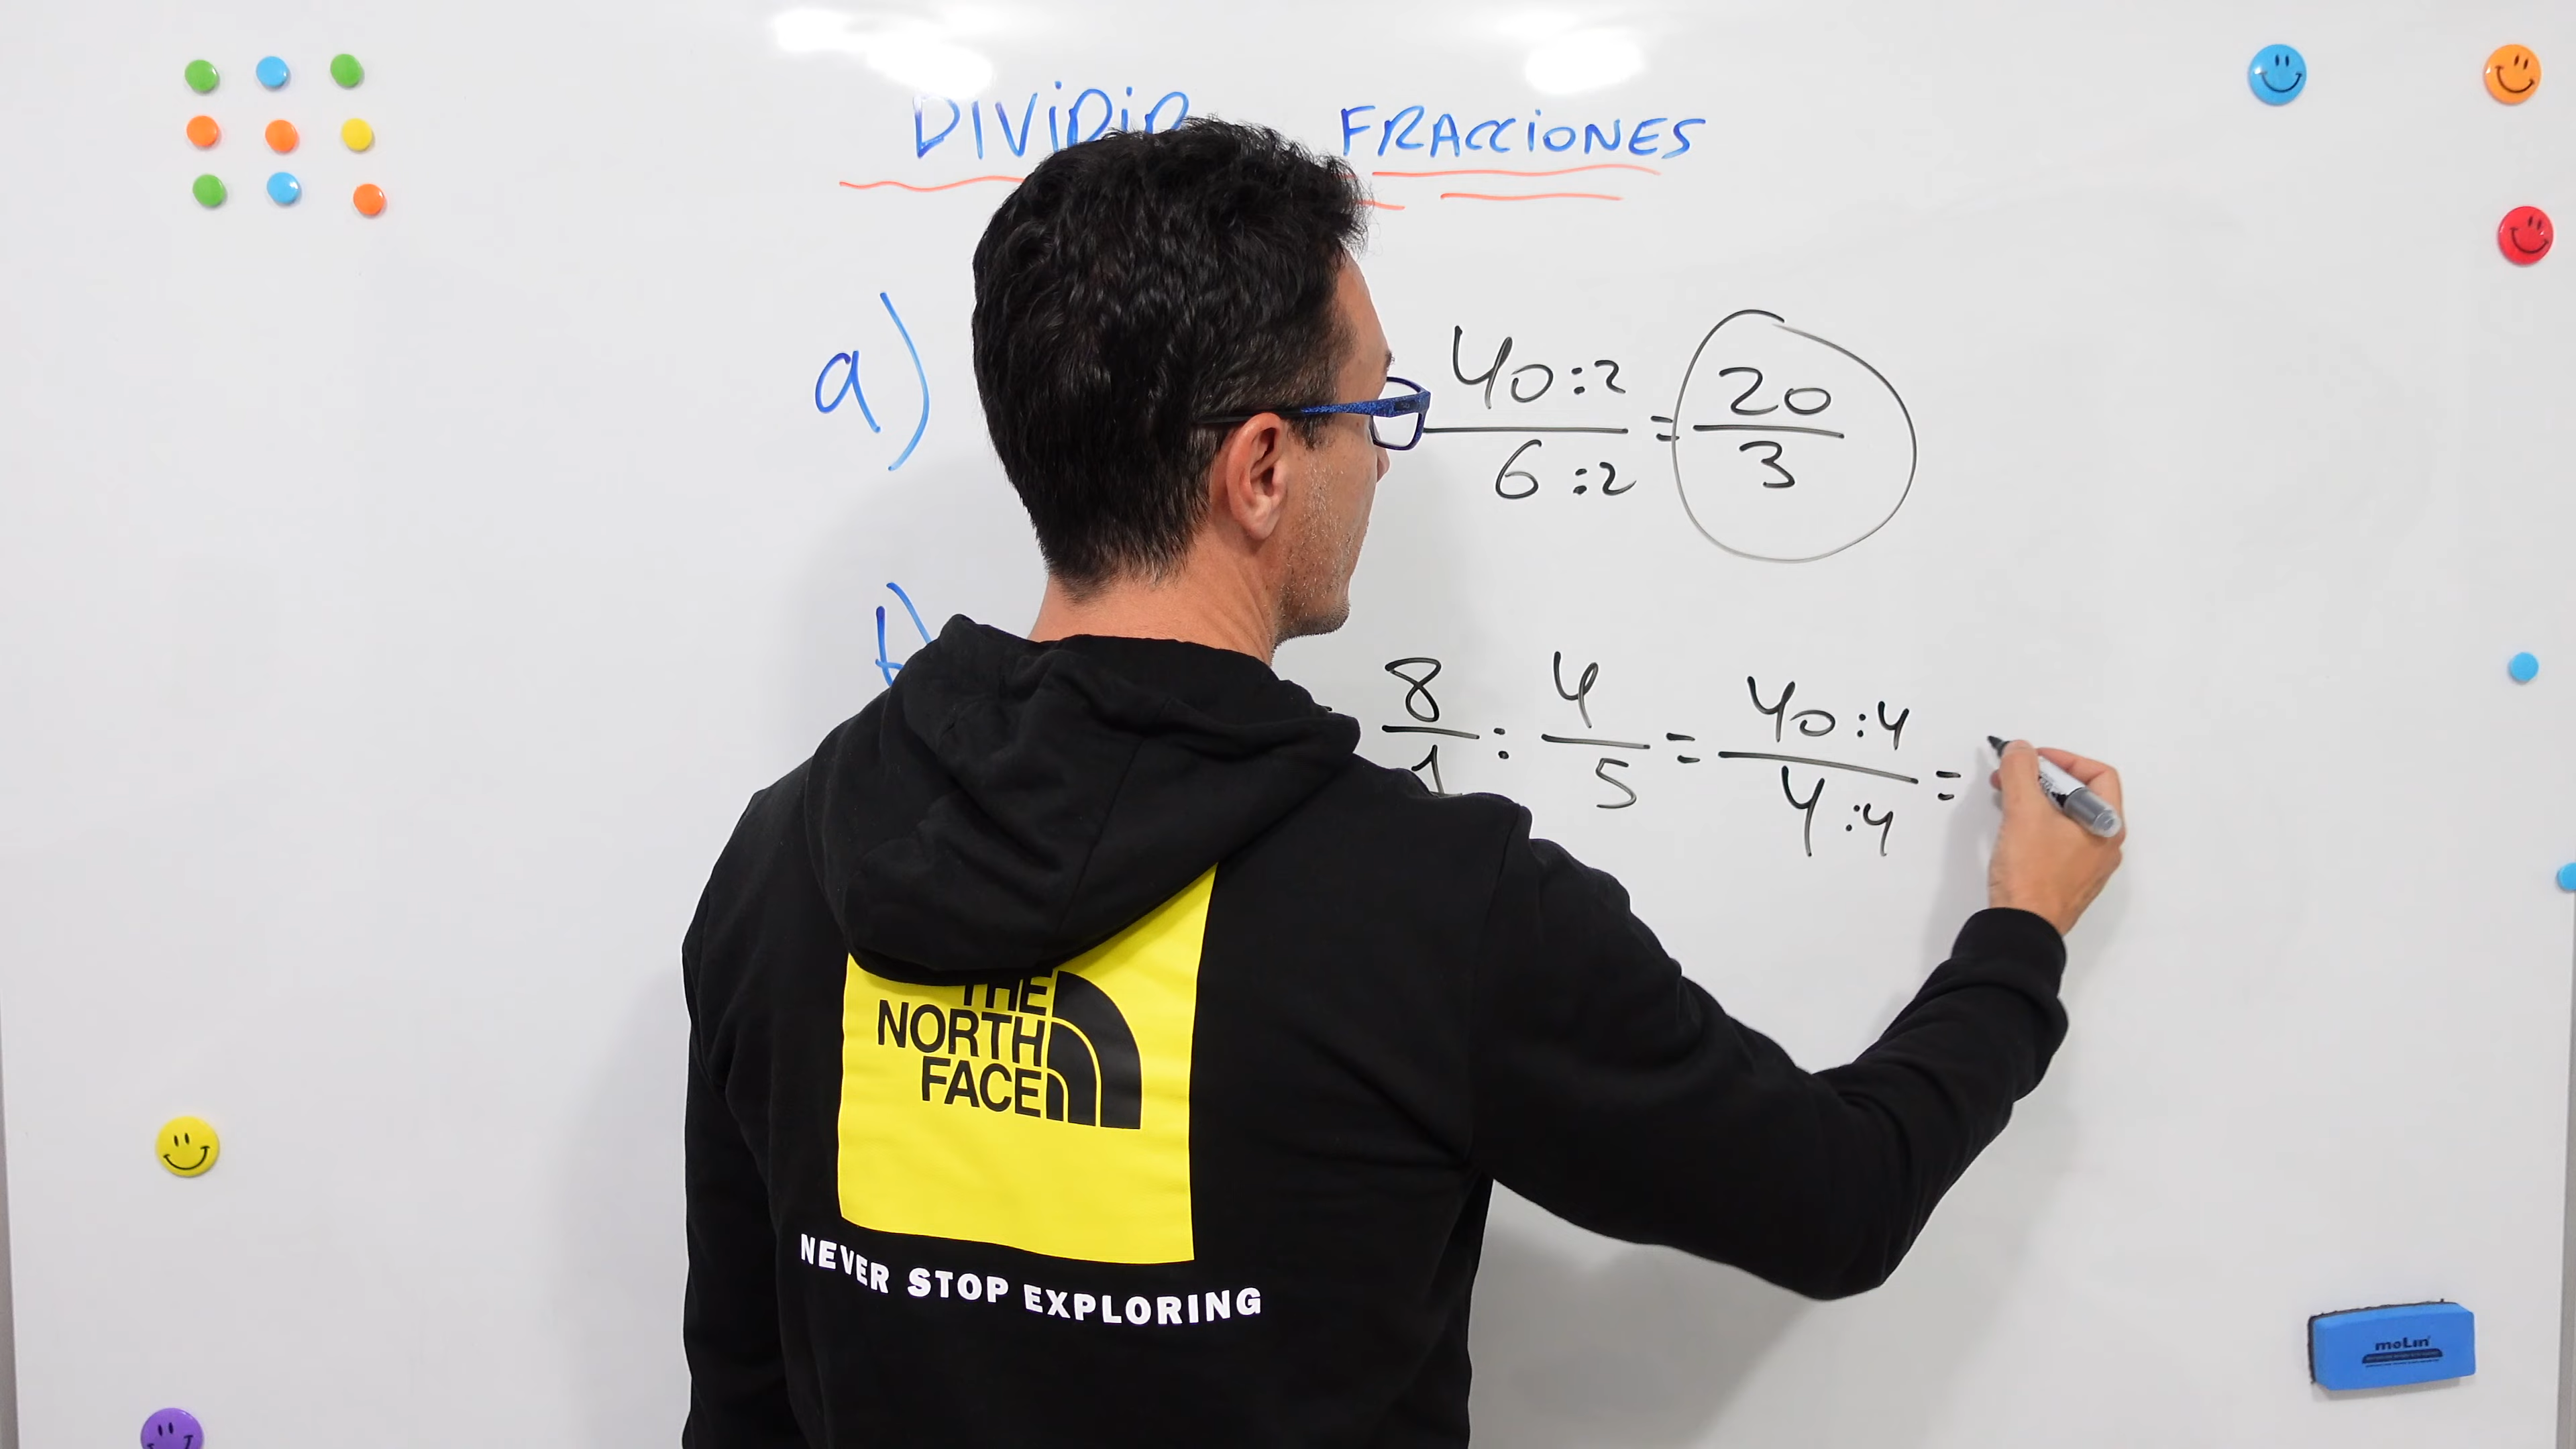 DIVIDIR FRACCIONES
a) 40:2 / 6:2 = 20 / 3
b) 8 / 1 : 4 / 5 = 40:4 / 4:4 =
THE
NORTH
FACE
NEVER STOP EXPLORING
moLin